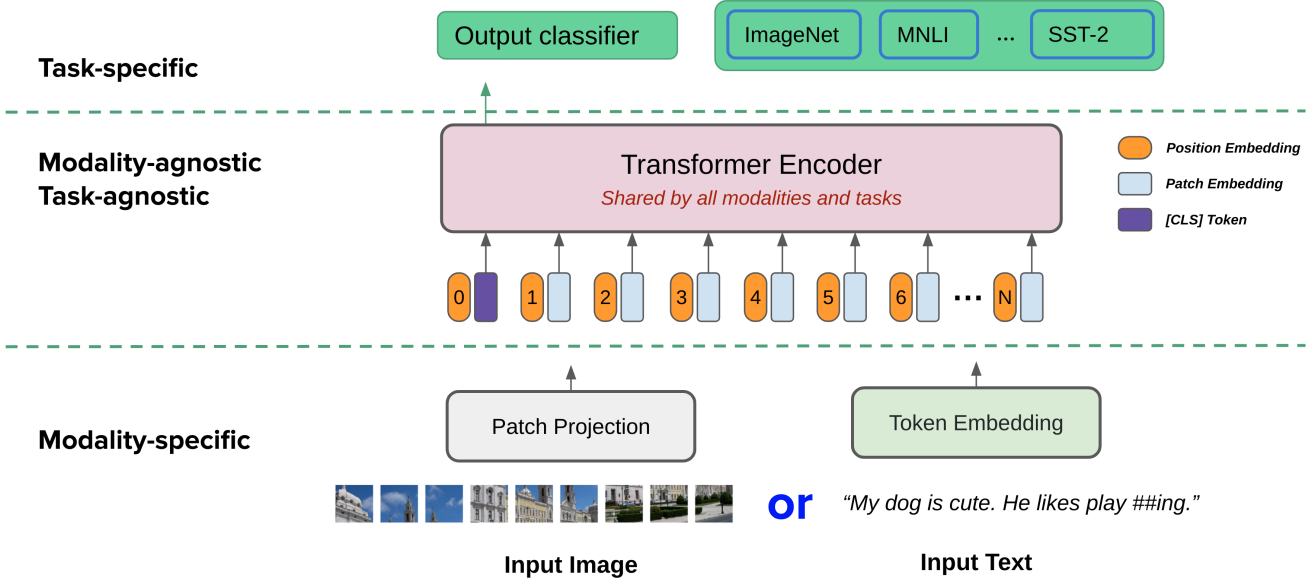 Output classifier
ImageNet
MNLI
...
SST-2
Task-specific
Modality-agnostic
Task-agnostic
Transformer Encoder
Shared by all modalities and tasks
Position Embedding
Patch Embedding
[CLS] Token
0 1 2 3 4 5 6 ... N
Modality-specific
Patch Projection
Token Embedding
or
“My dog is cute. He likes play ##ing.”
Input Image
Input Text